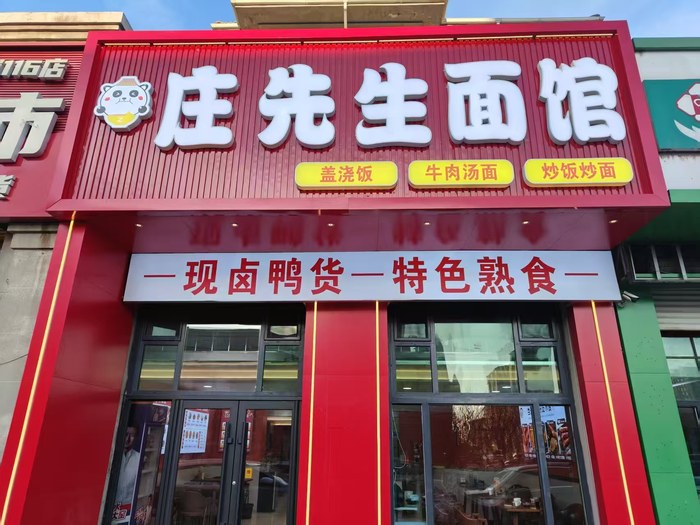 116店
市
庄先生面馆
盖浇饭
牛肉汤面
炒饭炒面
现卤鸭货
特色熟食